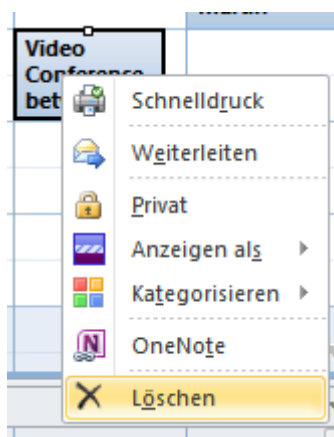 Video
Conference
bet
Schnelldruck
Weiterleiten
Privat
Anzeigen als
Kategorisieren
OneNote
Löschen